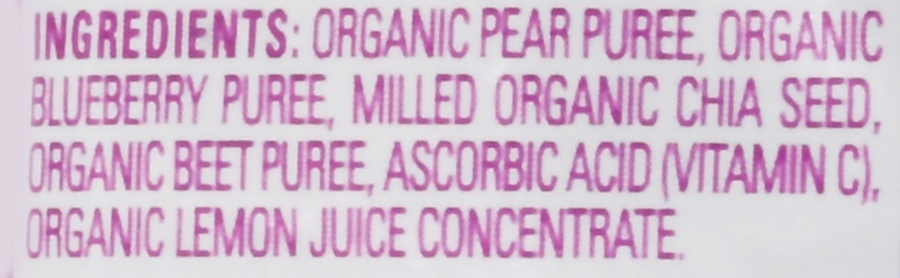 INGREDIENTS: ORGANIC PEAR PUREE, ORGANIC
BLUEBERRY PUREE, MILLED ORGANIC CHIA SEED,
ORGANIC BEET PUREE, ASCORBIC ACID (VITAMIN C),
ORGANIC LEMON JUICE CONCENTRATE.